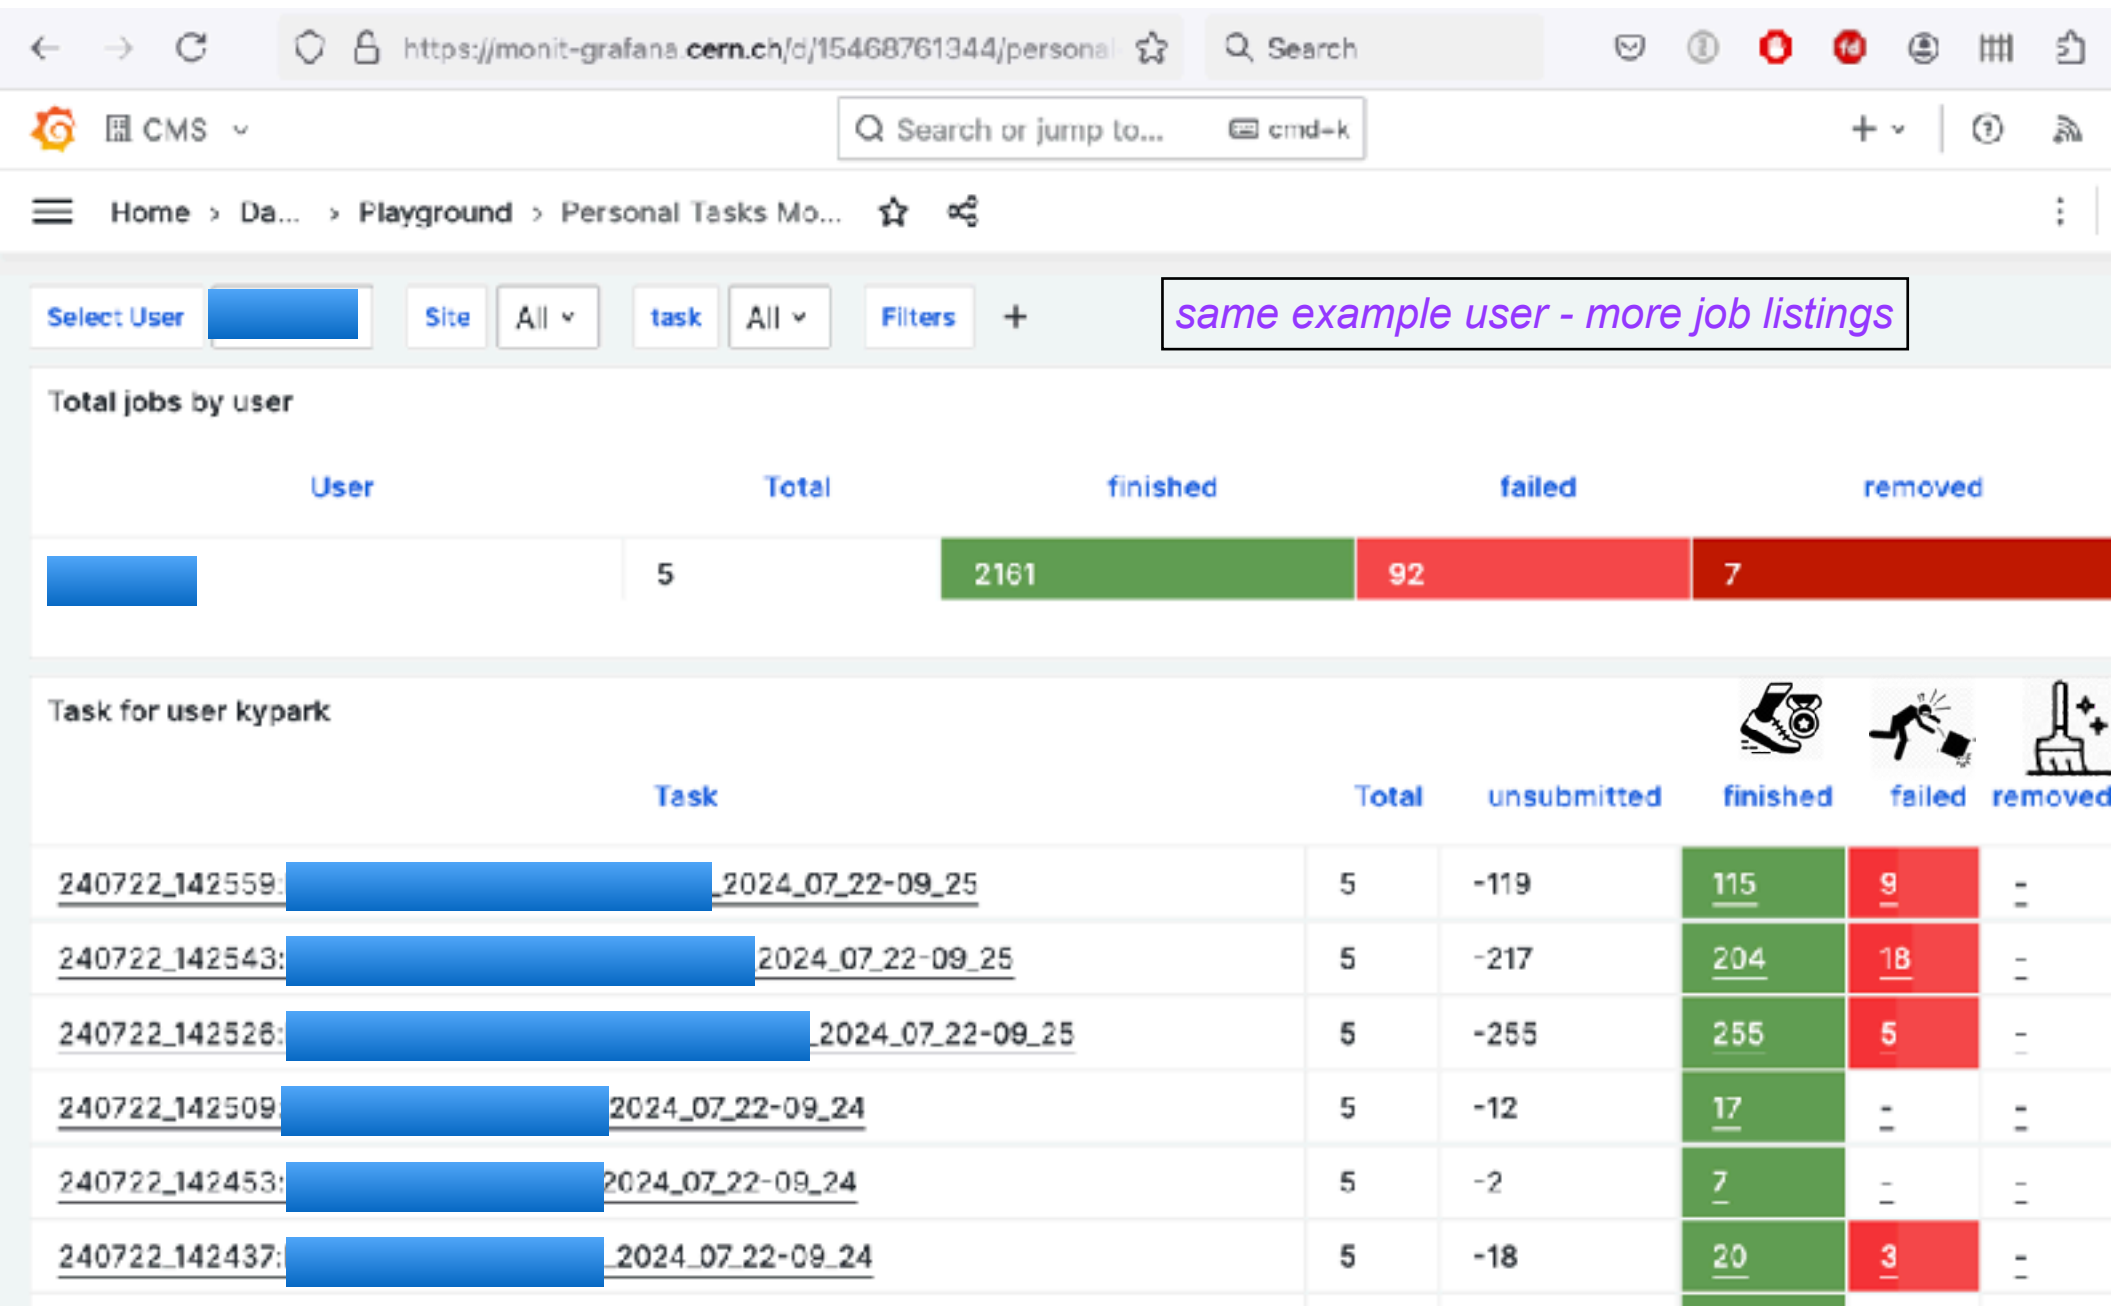 https://monit-grafana.cern.ch/d/15468761344/personal- Search
CMS Search or jump to... cmd+k
Home › Da... › Playground › Personal Tasks Mo...
Select User Site All task All Filters + same example user - more job listings
Total jobs by user
User Total finished failed removed
5 2161 92 7
Task for user kypark
Task Total unsubmitted finished failed removed
240722_142559: _2024_07_22-09_25 5 -119 115 9 -
240722_142543: 2024_07_22-09_25 5 -217 204 18 -
240722_142526: _2024_07_22-09_25 5 -255 255 5 -
240722_142509: 2024_07_22-09_24 5 -12 17 - -
240722_142453: 2024_07_22-09_24 5 -2 7 - -
240722_142437: _2024_07_22-09_24 5 -18 20 3 -